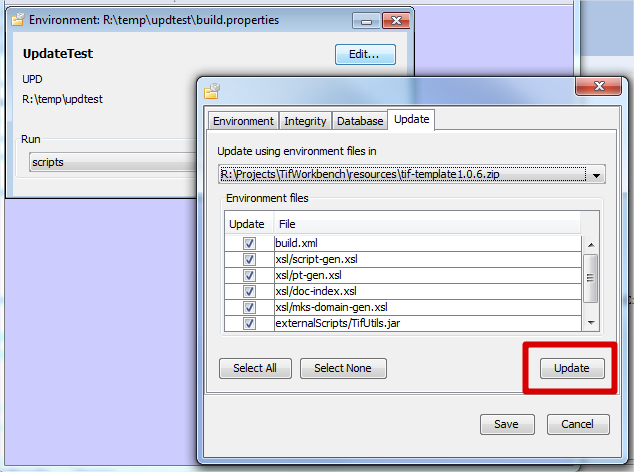 Environment: R:\temp\updtest\build.properties
UpdateTest
Edit...
UPD
R:\temp\updtest
Run
scripts
Environment Integrity Database Update
Update using environment files in
R:\Projects\TifWorkbench\resources\tif-template1.0.6.zip
Environment files
Update File
build.xml
xsl/script-gen.xsl
xsl/pt-gen.xsl
xsl/doc-index.xsl
xsl/mks-domain-gen.xsl
externalScripts/TifUtils.jar
Select All Select None Update
Save Cancel